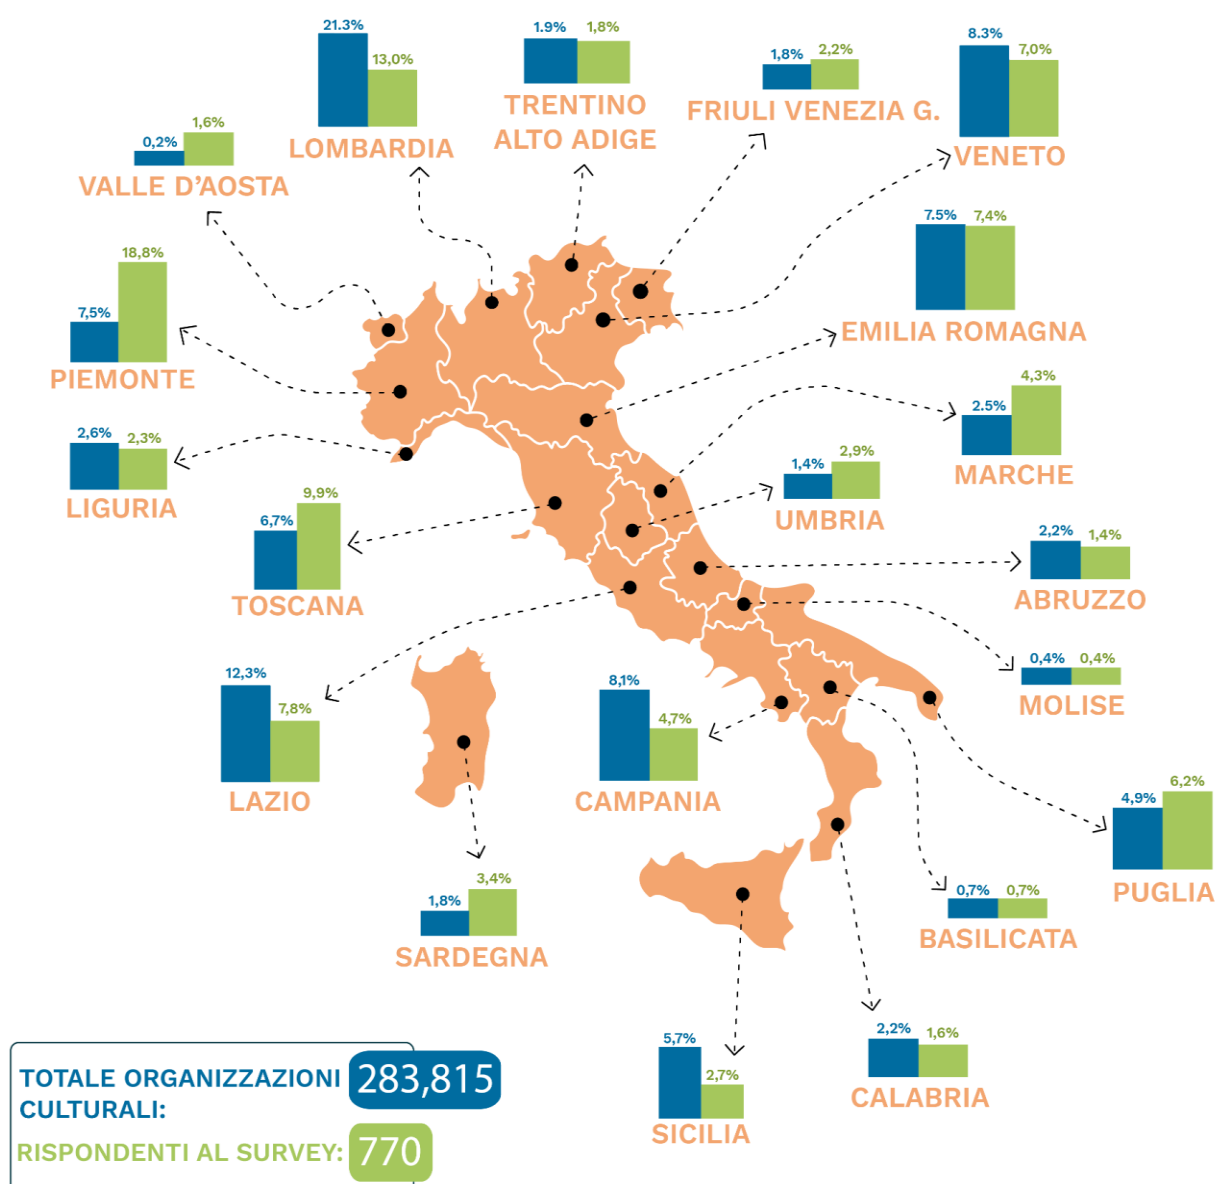 21.3%
13,0%
LOMBARDIA
1.9%
1,8%
TRENTINO
ALTO ADIGE
1,8%
2,2%
FRIULI VENEZIA G.
8.3%
7,0%
VENETO
0,2%
1,6%
VALLE D'AOSTA
7.5%
7,4%
EMILIA ROMAGNA
7,5%
18,8%
PIEMONTE
2.5%
4,3%
MARCHE
2,6%
2,3%
LIGURIA
1,4%
2,9%
UMBRIA
6,7%
9,9%
TOSCANA
2,2%
1,4%
ABRUZZO
0,4%
0,4%
MOLISE
12,3%
7,8%
LAZIO
8,1%
4,7%
CAMPANIA
4,9%
6,2%
PUGLIA
1,8%
3,4%
SARDEGNA
0,7%
0,7%
BASILICATA
5,7%
2,7%
SICILIA
2,2%
1,6%
CALABRIA
TOTALE ORGANIZZAZIONI 283,815
CULTURALI:
RISPONDENTI AL SURVEY: 770